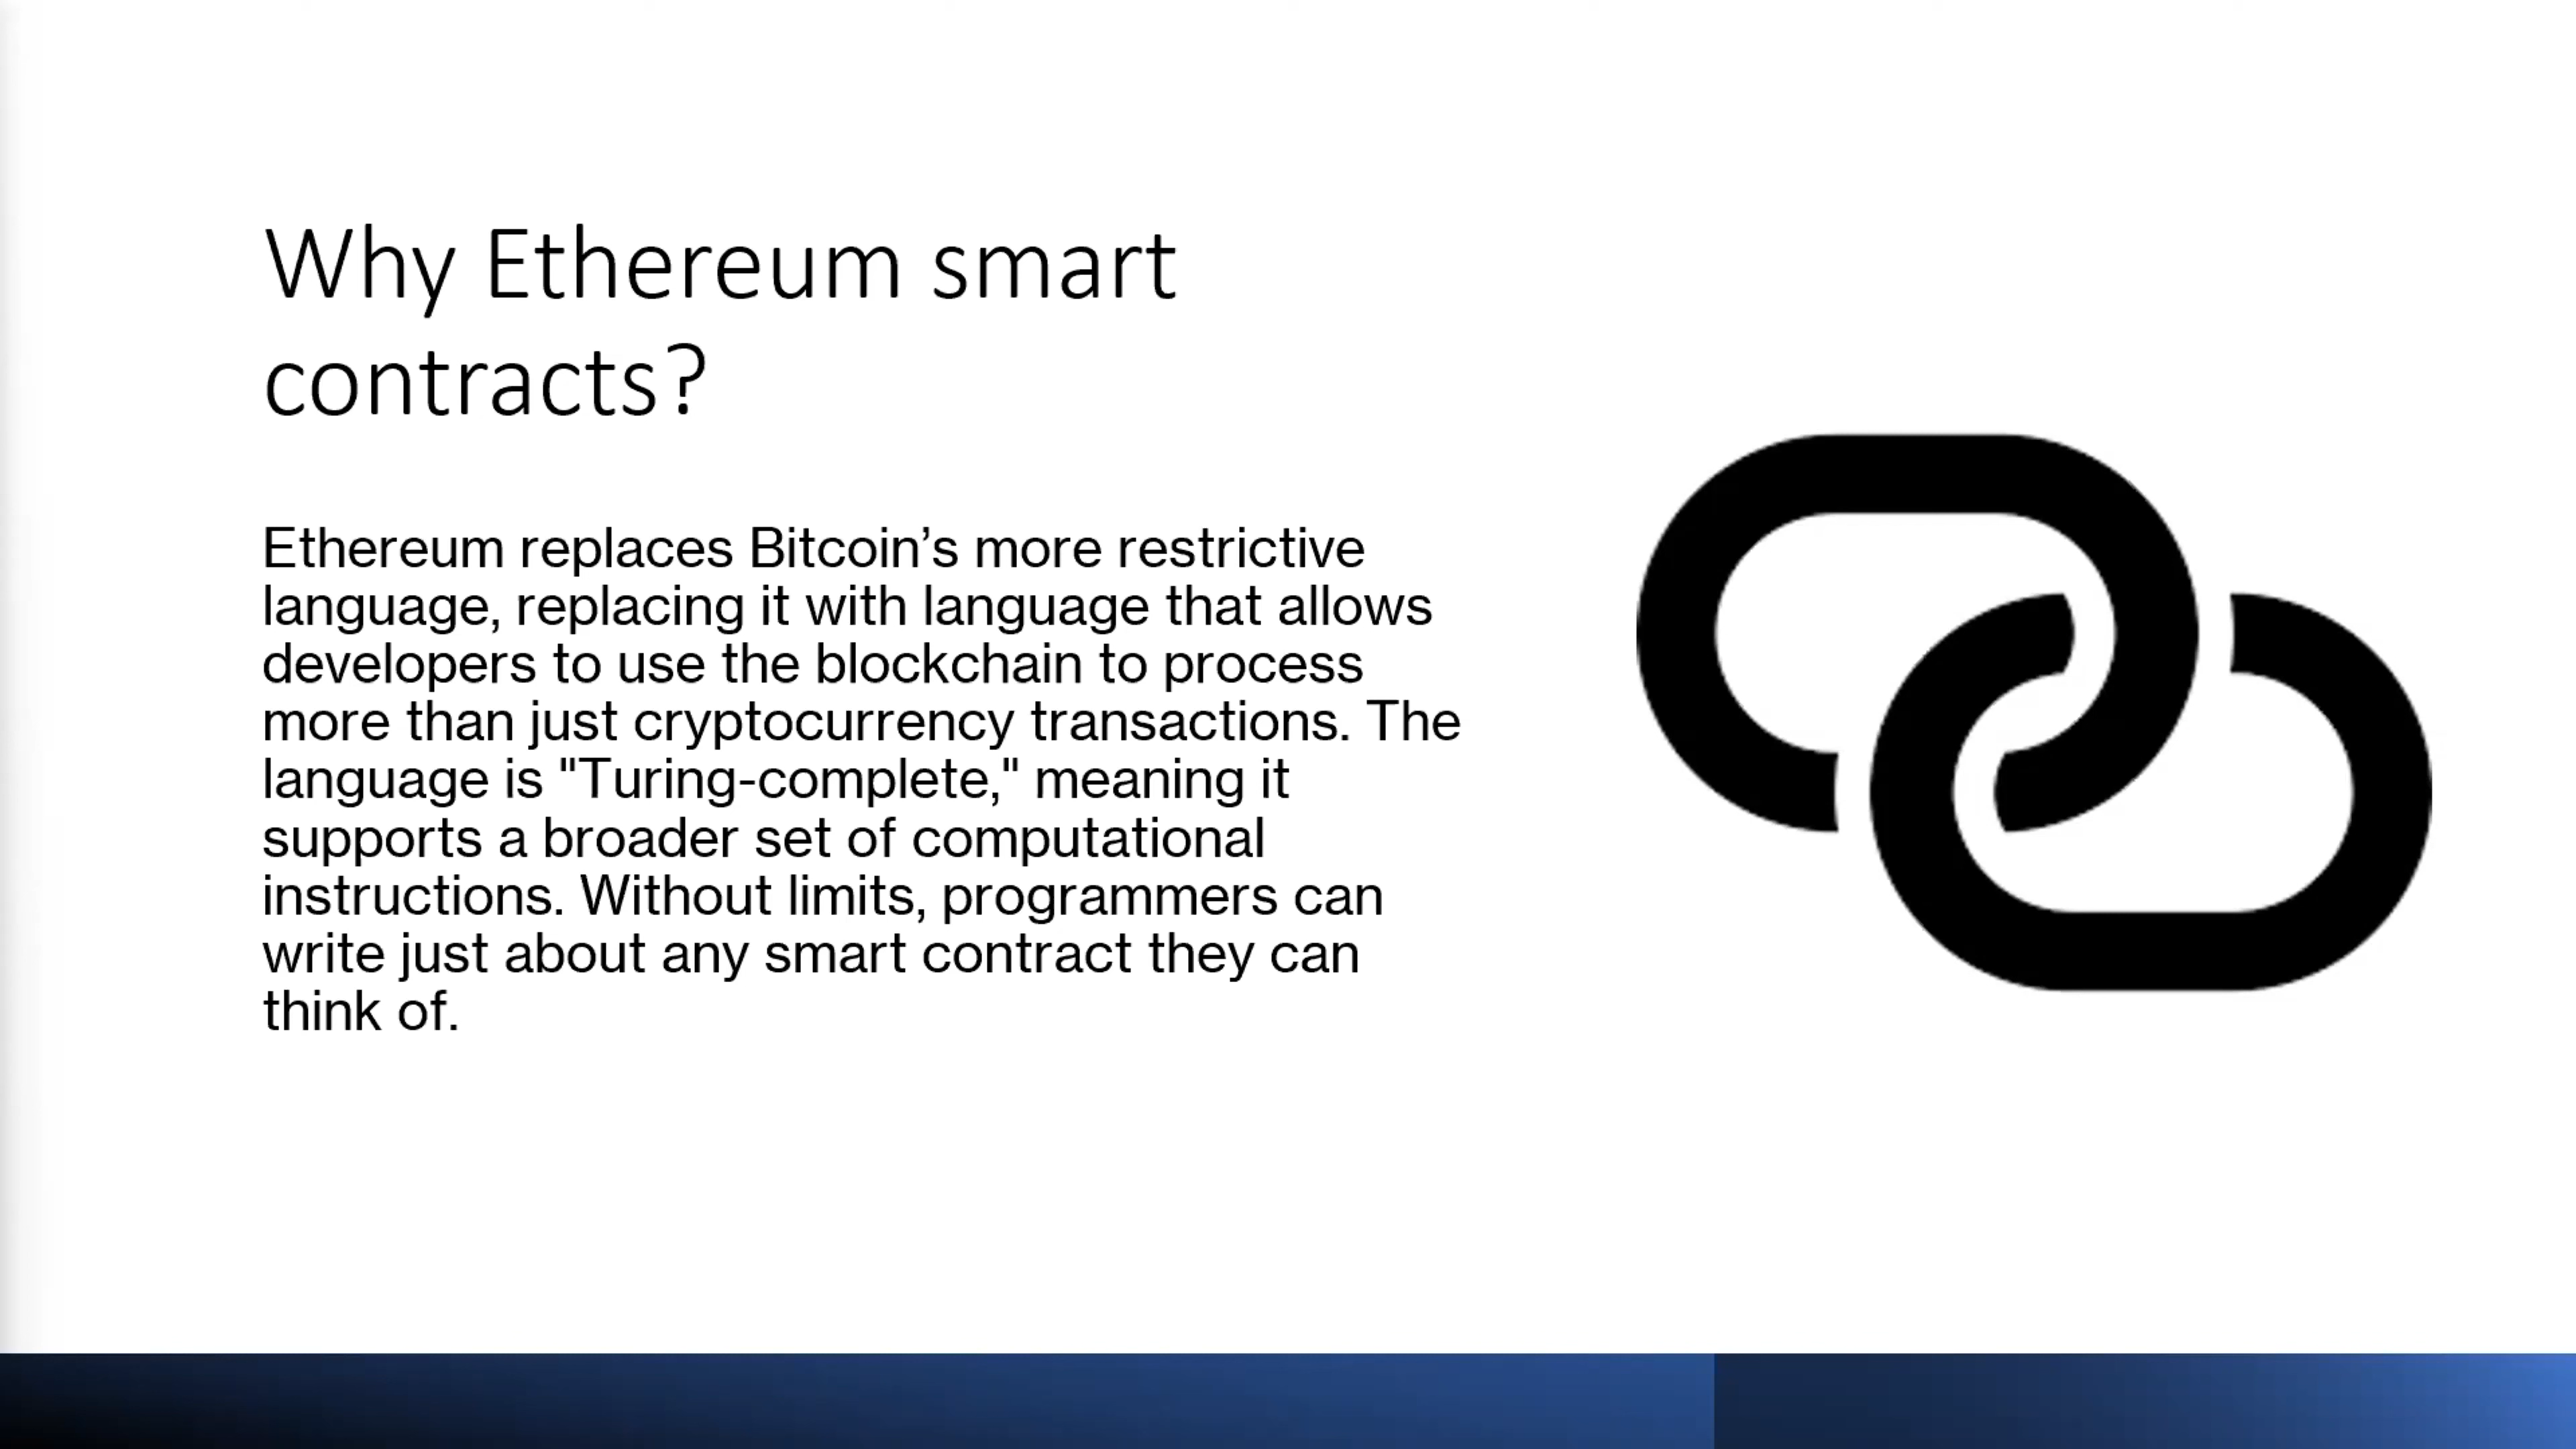 Why Ethereum smart
contracts?
Ethereum replaces Bitcoin’s more restrictive
language, replacing it with language that allows
developers to use the blockchain to process
more than just cryptocurrency transactions. The
language is "Turing-complete," meaning it
supports a broader set of computational
instructions. Without limits, programmers can
write just about any smart contract they can
think of.